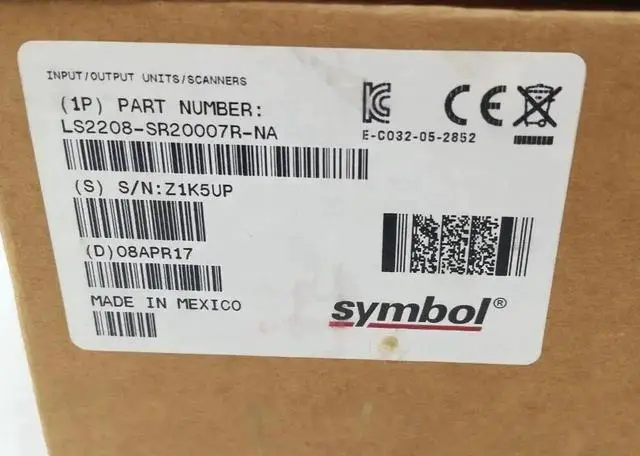 INPUT/OUTPUT UNITS/SCANNERS
(1P) PART NUMBER:
LS2208-SR20007R-NA
E-C032-05-2852
(S) S/N:Z1K5UP
(D)08APR17
MADE IN MEXICO
symbol®